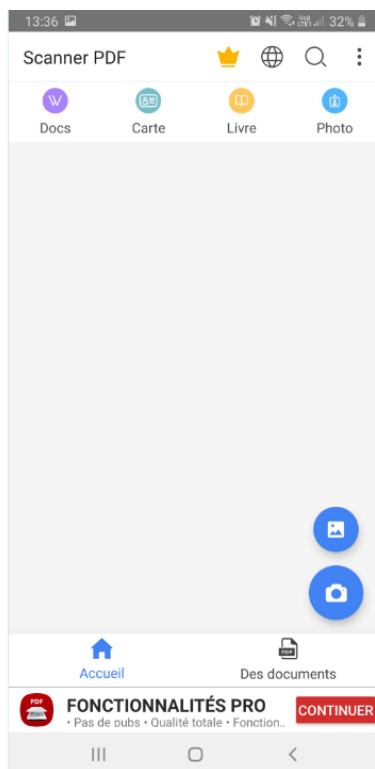 13:36 32%
Scanner PDF
Docs Carte Livre Photo
Accueil Des documents
FONCTIONNALITÉS PRO
• Pas de pubs • Qualité totale • Fonction..
CONTINUER